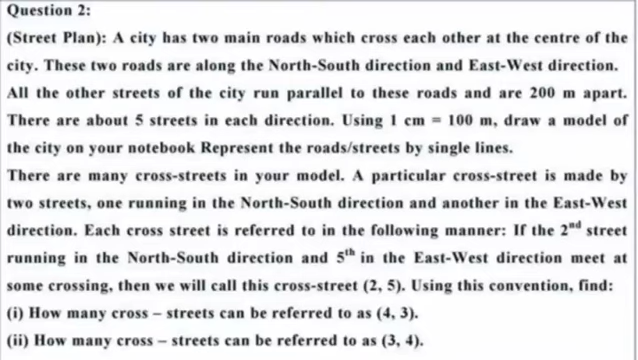 Question 2:
(Street Plan): A city has two main roads which cross each other at the centre of the
city. These two roads are along the North-South direction and East-West direction.
All the other streets of the city run parallel to these roads and are 200 m apart.
There are about 5 streets in each direction. Using 1 cm = 100 m, draw a model of
the city on your notebook Represent the roads/streets by single lines.
There are many cross-streets in your model. A particular cross-street is made by
two streets, one running in the North-South direction and another in the East-West
direction. Each cross street is referred to in the following manner: If the 2nd street
running in the North-South direction and 5th in the East-West direction meet at
some crossing, then we will call this cross-street (2, 5). Using this convention, find:
(i) How many cross – streets can be referred to as (4, 3).
(ii) How many cross – streets can be referred to as (3, 4).